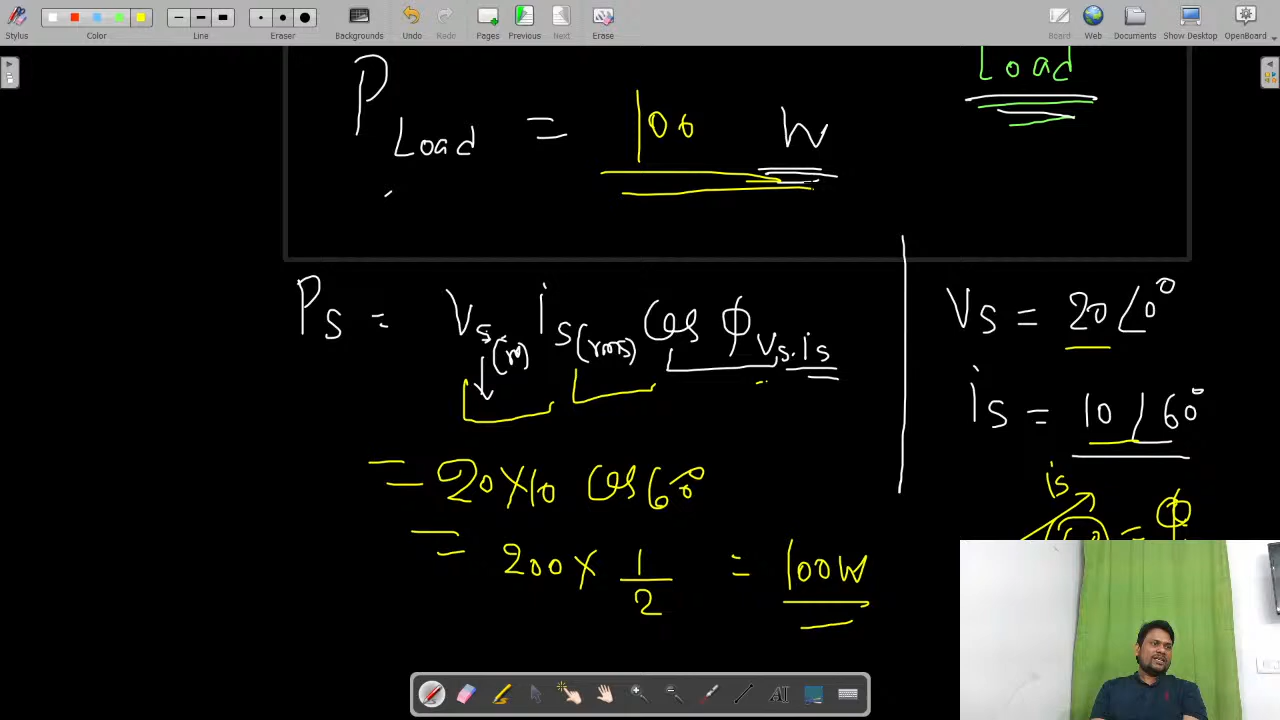 Stylus Color Line Eraser Backgrounds Undo Redo Pages Previous Next Erase Board Web Documents Show Desktop OpenBoard
Load
P Load = 100 W
Ps = Vs(m) is(rms) cos φ Vs.is
Vs = 20∠0°
is = 10∠60°
= 20×10 cos60°
is
= φ
= 200 × 1/2 = 100W